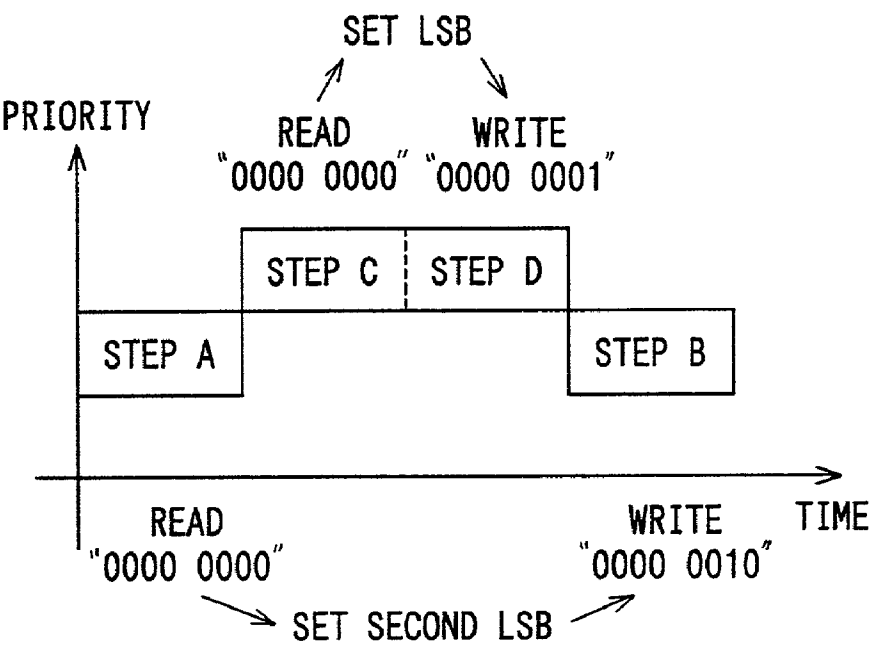 SET LSB
PRIORITY
READ WRITE
"0000 0000" "0000 0001"
STEP C STEP D
STEP A STEP B
READ WRITE TIME
"0000 0000" "0000 0010"
SET SECOND LSB